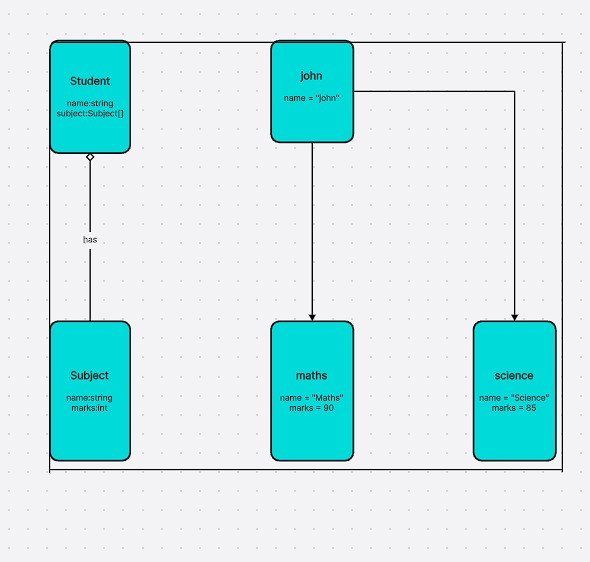 Student
name:string
subject:Subject[]
john
name = "john"
has
Subject
name:string
marks:int
maths
name = "Maths"
marks = 90
science
name = "Science"
marks = 85